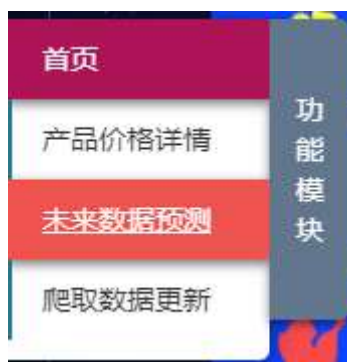 首页
产品价格详情
未来数据预测
爬取数据更新
功能模块